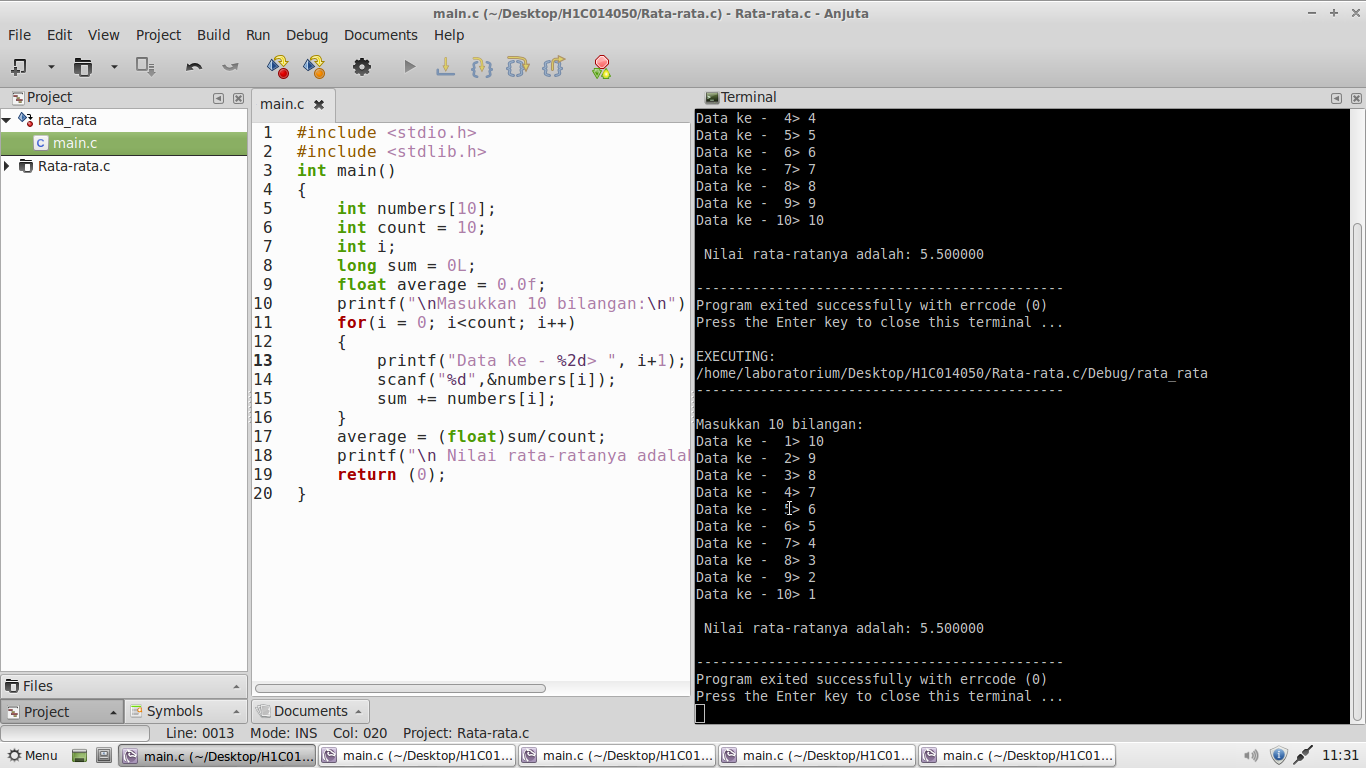 main.c (~/Desktop/H1C014050/Rata-rata.c) - Rata-rata.c - Anjuta
File Edit View Project Build Run Debug Documents Help
Project
rata_rata
main.c
Rata-rata.c
Files
Project Symbols
main.c
1 #include <stdio.h>
2 #include <stdlib.h>
3 int main()
4 {
5 int numbers[10];
6 int count = 10;
7 int i;
8 long sum = 0L;
9 float average = 0.0f;
10 printf("\nMasukkan 10 bilangan:\n")
11 for(i = 0; i<count; i++)
12 {
13 printf("Data ke - %2d> ", i+1);
14 scanf("%d",&numbers[i]);
15 sum += numbers[i];
16 }
17 average = (float)sum/count;
18 printf("\n Nilai rata-ratanya adala
19 return (0);
20 }
Documents
Terminal
Data ke -  4> 4
Data ke -  5> 5
Data ke -  6> 6
Data ke -  7> 7
Data ke -  8> 8
Data ke -  9> 9
Data ke - 10> 10
Nilai rata-ratanya adalah: 5.500000
----------------------------------------------
Program exited successfully with errcode (0)
Press the Enter key to close this terminal ...
EXECUTING:
/home/laboratorium/Desktop/H1C014050/Rata-rata.c/Debug/rata_rata
----------------------------------------------
Masukkan 10 bilangan:
Data ke -  1> 10
Data ke -  2> 9
Data ke -  3> 8
Data ke -  4> 7
Data ke -  5> 6
Data ke -  6> 5
Data ke -  7> 4
Data ke -  8> 3
Data ke -  9> 2
Data ke - 10> 1
Nilai rata-ratanya adalah: 5.500000
----------------------------------------------
Program exited successfully with errcode (0)
Press the Enter key to close this terminal ...
Line: 0013 Mode: INS Col: 020 Project: Rata-rata.c
Menu main.c (~/Desktop/H1C01... main.c (~/Desktop/H1C01... main.c (~/Desktop/H1C01... main.c (~/Desktop/H1C01... main.c (~/Desktop/H1C01... 11:31